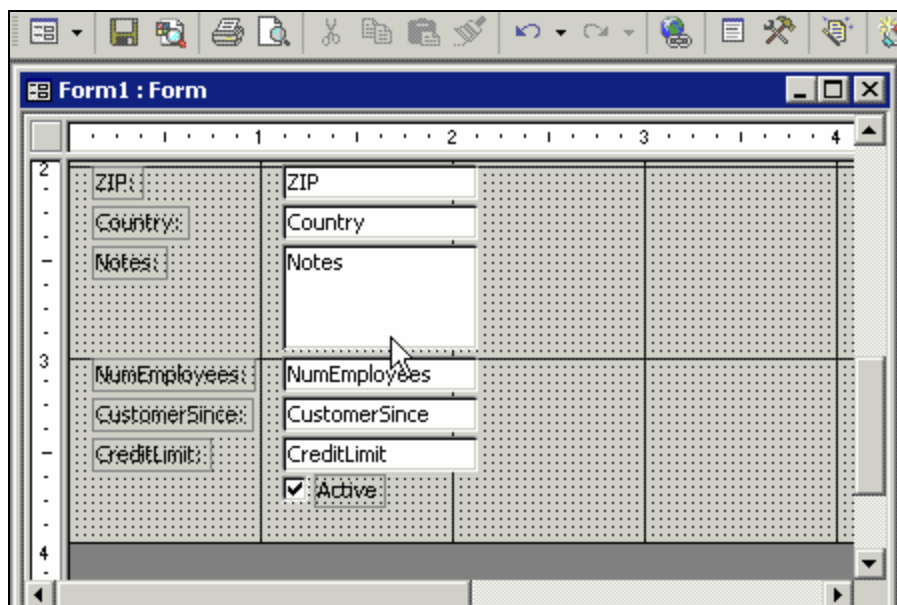 Form1 : Form
1 2 3 4
2
ZIP: ZIP
Country: Country
Notes: Notes
3
NumEmployees: NumEmployees
CustomerSince: CustomerSince
CreditLimit: CreditLimit
Active
4